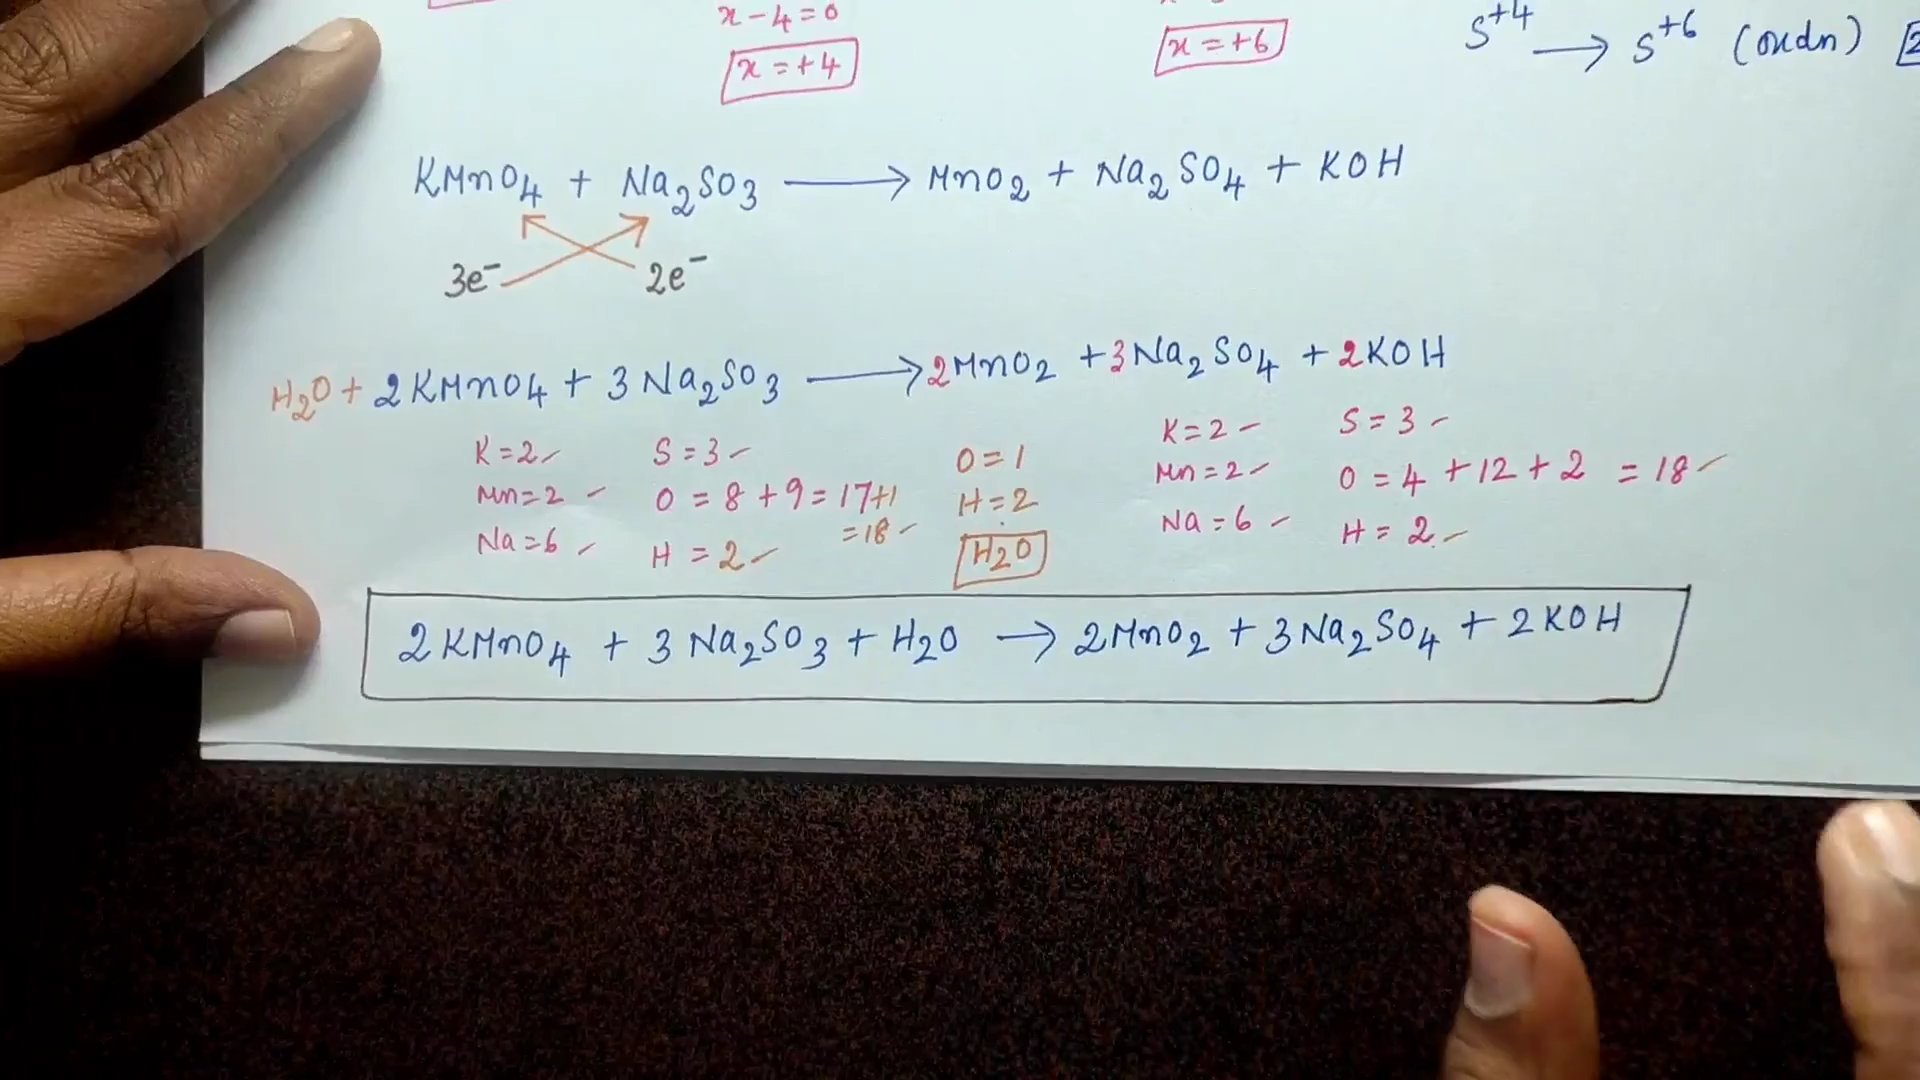 x - 4 = 0
x = +4
x = +6
S+4 → S+6 (oxdn) 2
KMnO4 + Na2SO3 → MnO2 + Na2SO4 + KOH
3e- 2e-
H2O + 2KMnO4 + 3Na2SO3 → 2MnO2 + 3Na2SO4 + 2KOH
K = 2 ✓ S = 3 ✓ O = 1 K = 2 ✓ S = 3 ✓
Mn = 2 ✓ O = 8 + 9 = 17 + 1 H = 2 Mn = 2 ✓ O = 4 + 12 + 2 = 18 ✓
= 18 ✓
Na = 6 ✓ H = 2 ✓ H2O Na = 6 ✓ H = 2 ✓
2KMnO4 + 3Na2SO3 + H2O → 2MnO2 + 3Na2SO4 + 2KOH